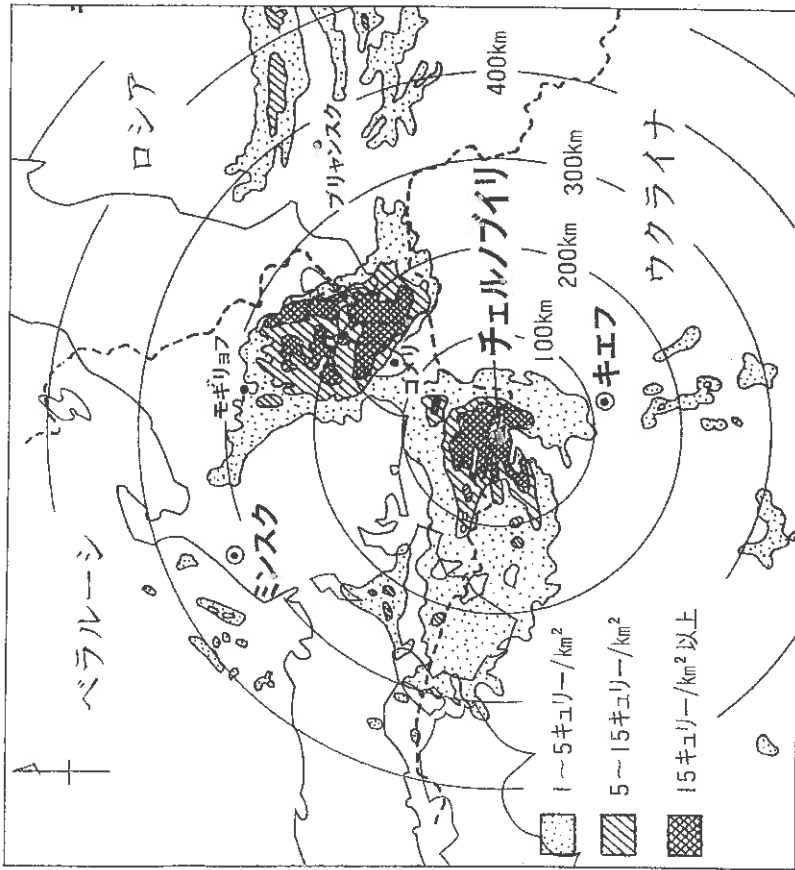 ベラルーシ
ロシア
モギリョフ
ブリャンスク
ミンスク
ゴメリ
チェルノブイリ
キエフ
ウクライナ
100km
200km
300km
400km
1～5キュリー/km²
5～15キュリー/km²
15キュリー/km²以上